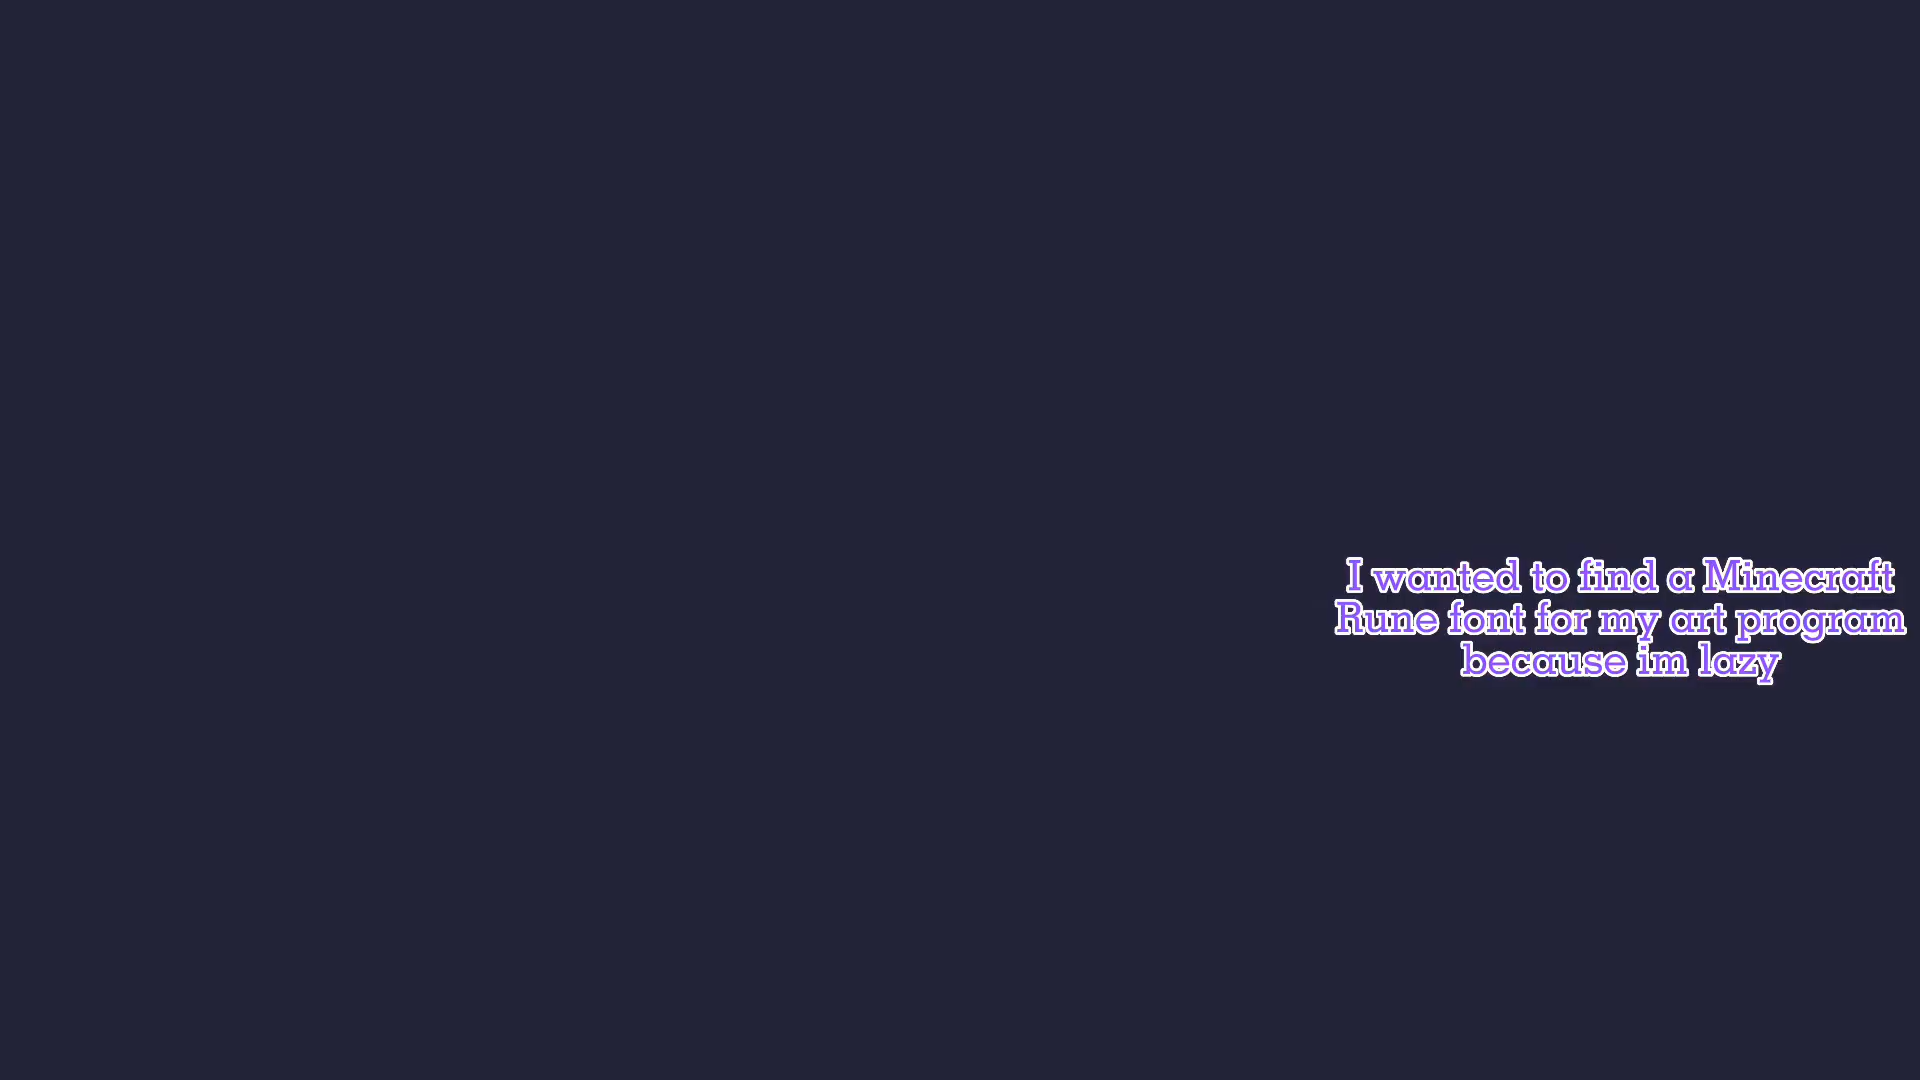 I wanted to find a Minecraft
Rune font for my art program
because im lazy